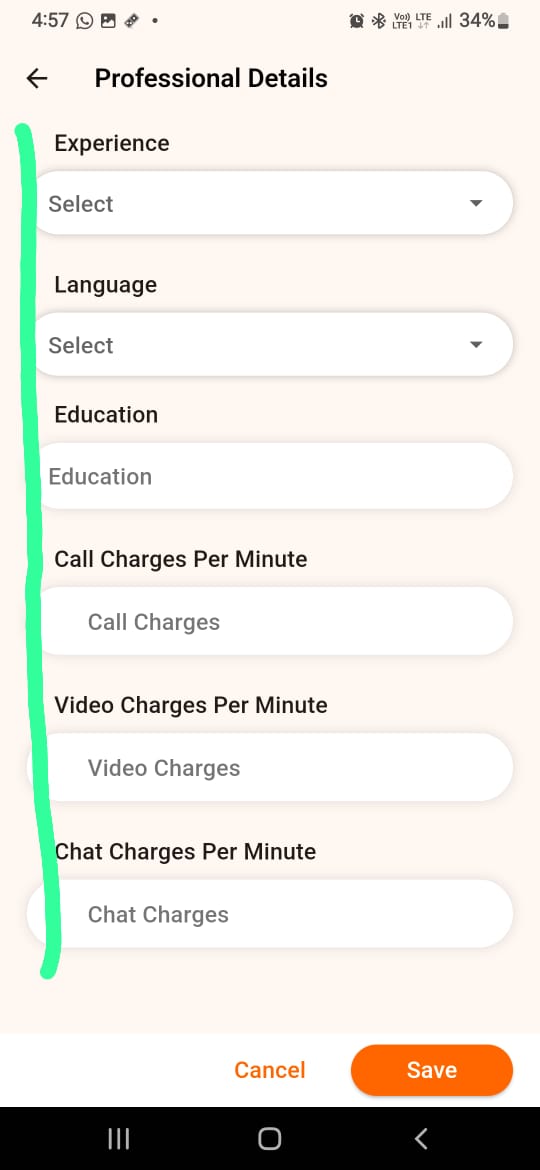 4:57
Vo)) LTE
LTE1
34%
Professional Details
Experience
Select
Language
Select
Education
Education
Call Charges Per Minute
Call Charges
Video Charges Per Minute
Video Charges
Chat Charges Per Minute
Chat Charges
Cancel
Save